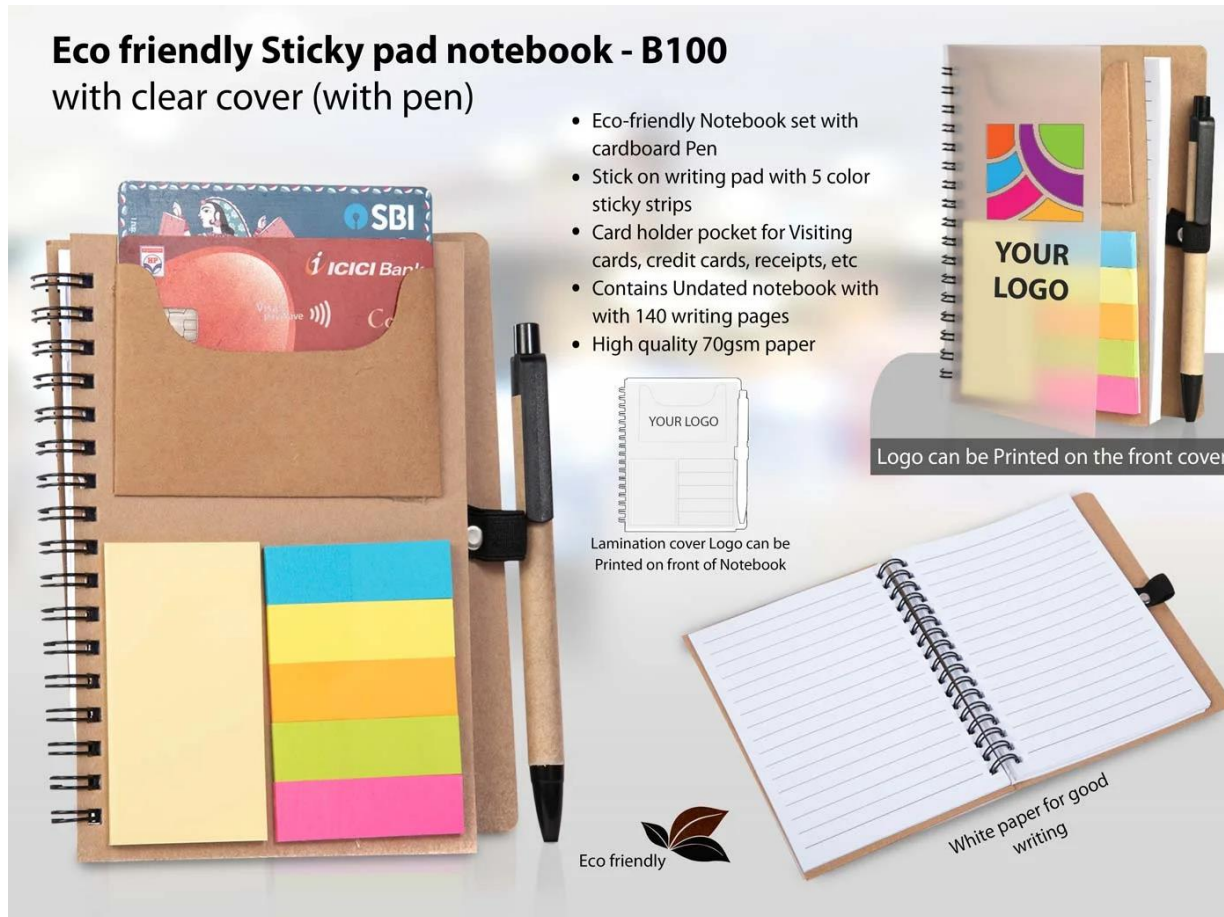 Eco friendly Sticky pad notebook - B100
with clear cover (with pen)
• Eco-friendly Notebook set with
cardboard Pen
• Stick on writing pad with 5 color
sticky strips
• Card holder pocket for Visiting
cards, credit cards, receipts, etc
• Contains Undated notebook with
with 140 writing pages
• High quality 70gsm paper
SBI
HP
ICICI Bank
YOUR LOGO
Lamination cover Logo can be
Printed on front of Notebook
YOUR
LOGO
Logo can be Printed on the front cover
White paper for good
writing
Eco friendly